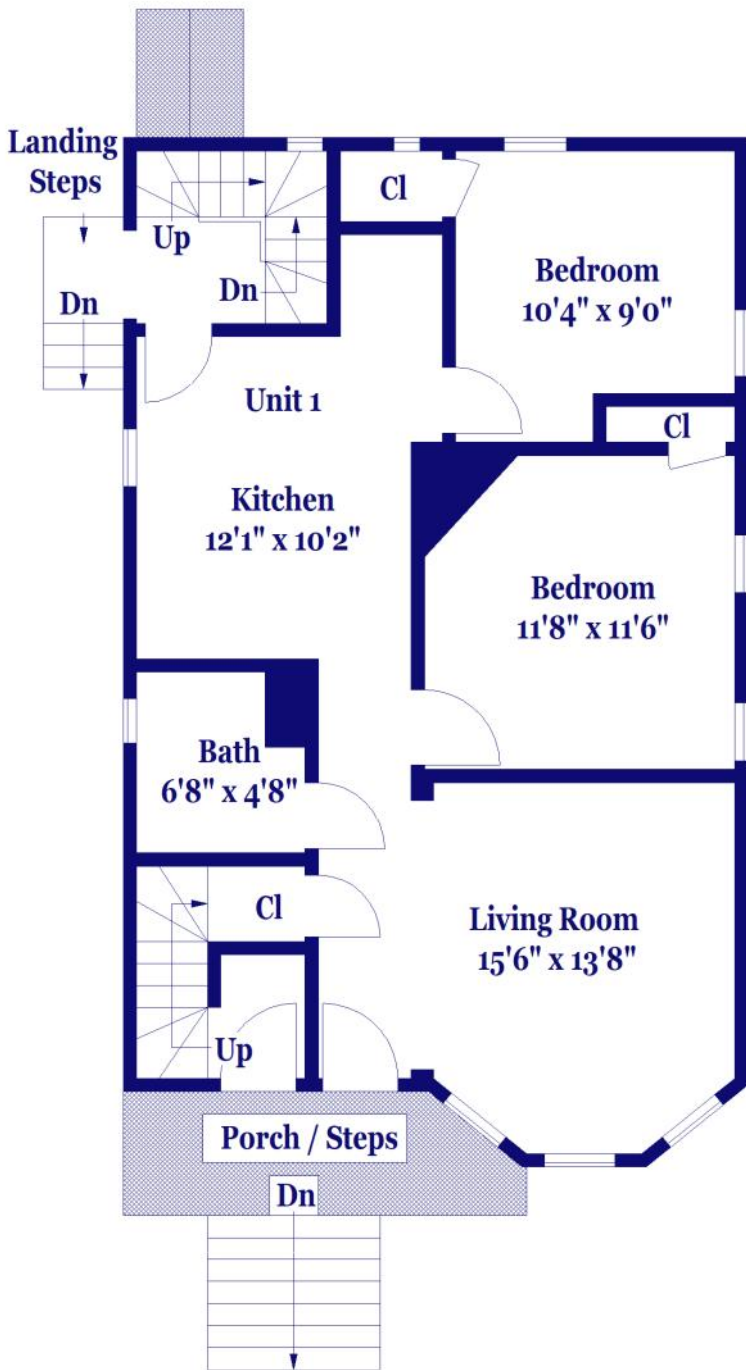 Landing
Steps
Up
Dn
Dn
Cl
Bedroom
10'4" x 9'0"
Unit 1
Cl
Kitchen
12'1" x 10'2"
Bedroom
11'8" x 11'6"
Bath
6'8" x 4'8"
Cl
Living Room
15'6" x 13'8"
Up
Porch / Steps
Dn